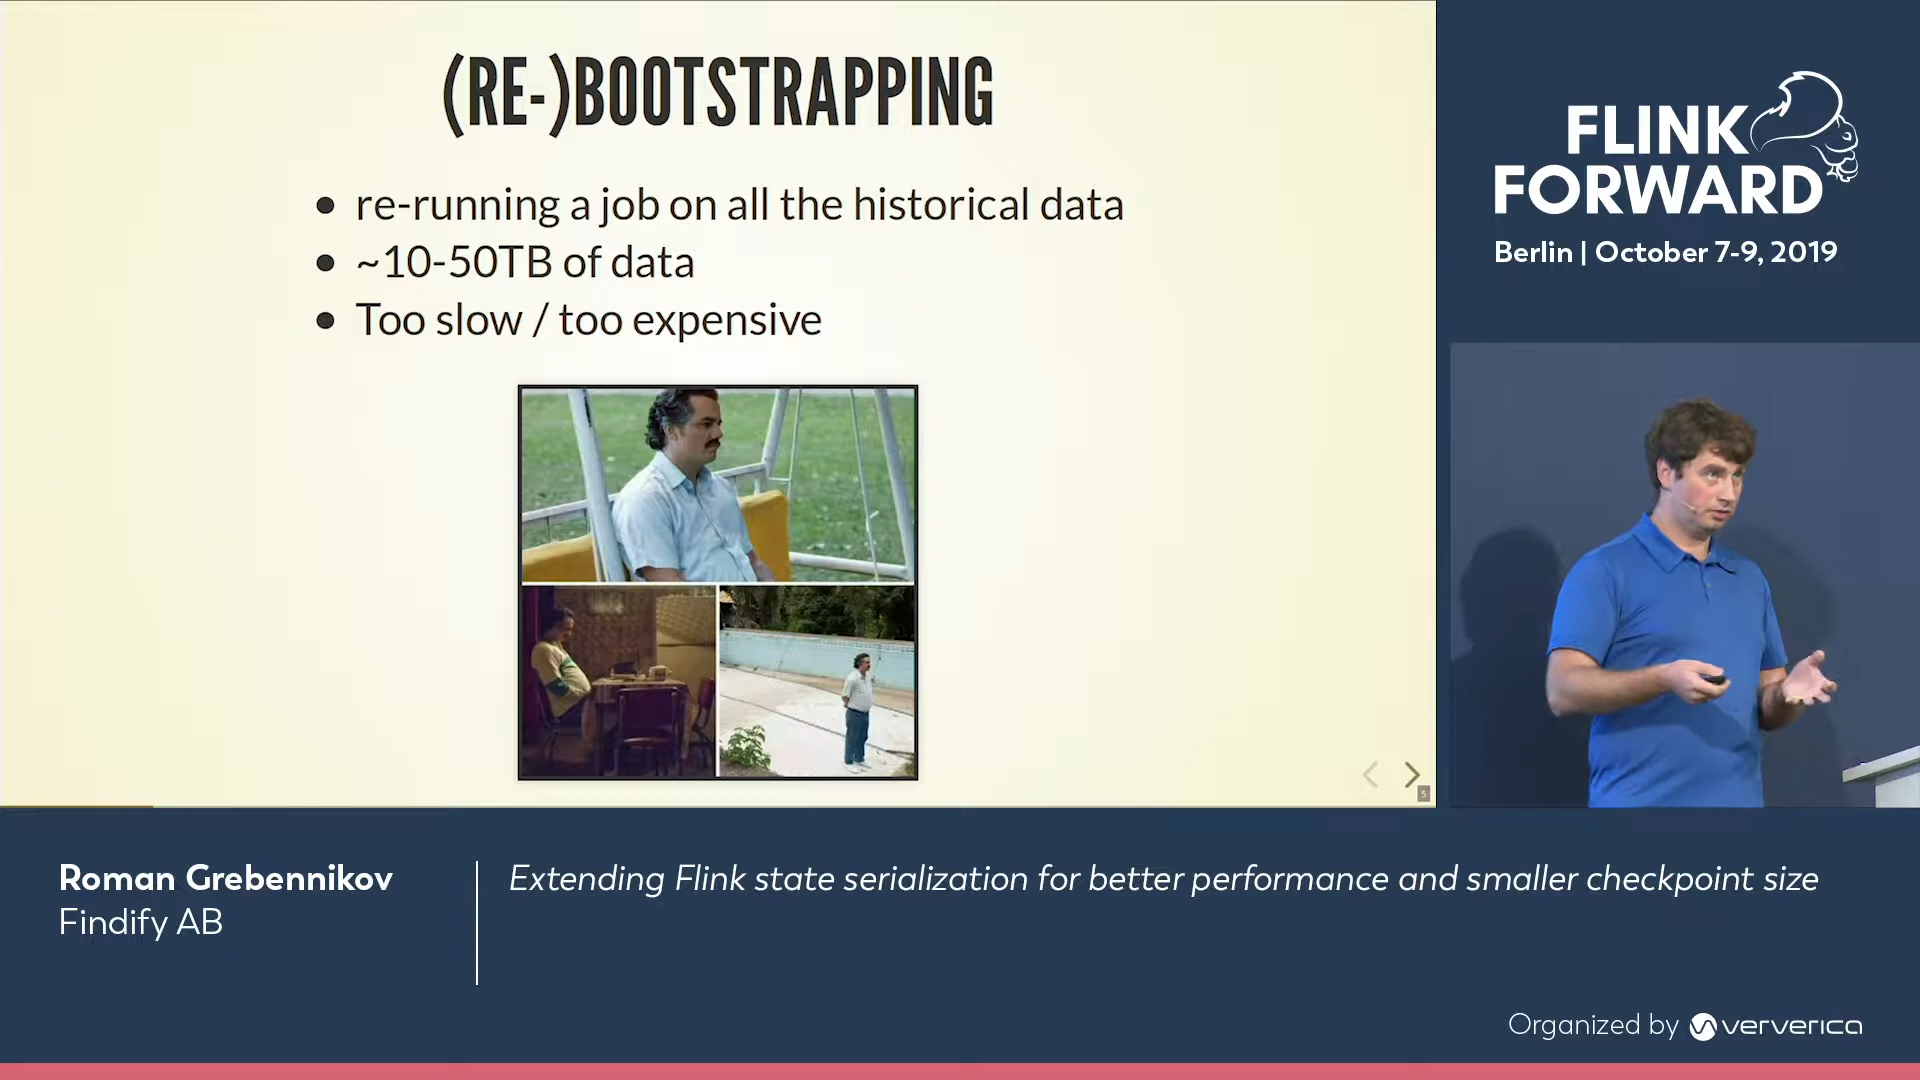 (RE-)BOOTSTRAPPING
re-running a job on all the historical data
~10-50TB of data
Too slow / too expensive
5
FLINK
FORWARD
Berlin | October 7-9, 2019
Roman Grebennikov
Findify AB
Extending Flink state serialization for better performance and smaller checkpoint size
Organized by ververica